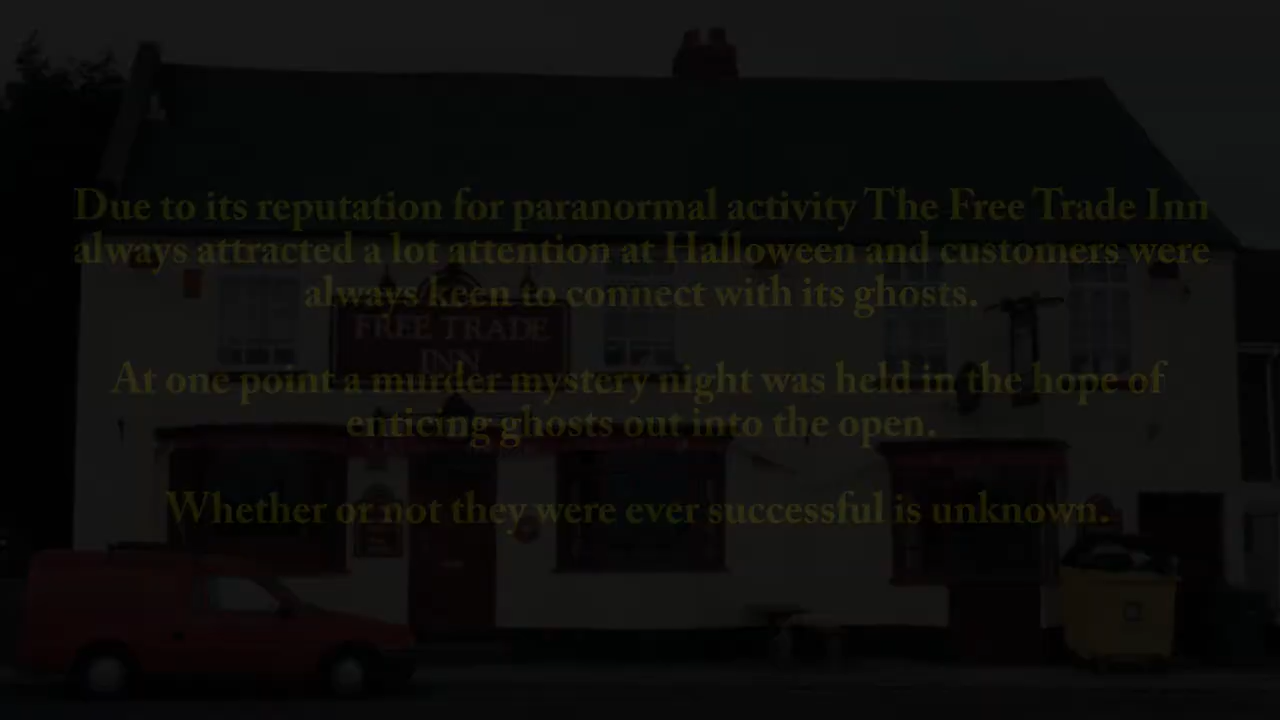 Due to its reputation for paranormal activity The Free Trade Inn
always attracted a lot attention at Halloween and customers were
always keen to connect with its ghosts.
FREE TRADE
INN
At one point a murder mystery night was held in the hope of
enticing ghosts out into the open.
Whether or not they were ever successful is unknown.